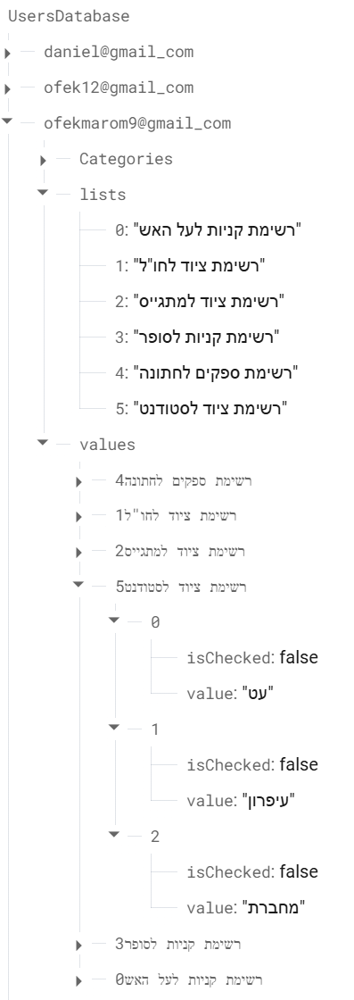 UsersDatabase
daniel@gmail_com
ofek12@gmail_com
ofekmarom9@gmail_com
Categories
lists
0: "רשימת קניות לעל האש"
1: "רשימת ציוד לחו"ל"
2: "רשימת ציוד למתגייס"
3: "רשימת קניות לסופר"
4: "רשימת ספקים לחתונה"
5: "רשימת ציוד לסטודנט"
values
רשימת ספקים לחתונה4
רשימת ציוד לחו"ל1
רשימת ציוד למתגייס2
רשימת ציוד לסטודנט5
0
isChecked: false
value: "עט"
1
isChecked: false
value: "עיפרון"
2
isChecked: false
value: "מחברת"
רשימת קניות לסופר3
רשימת קניות לעל האש0